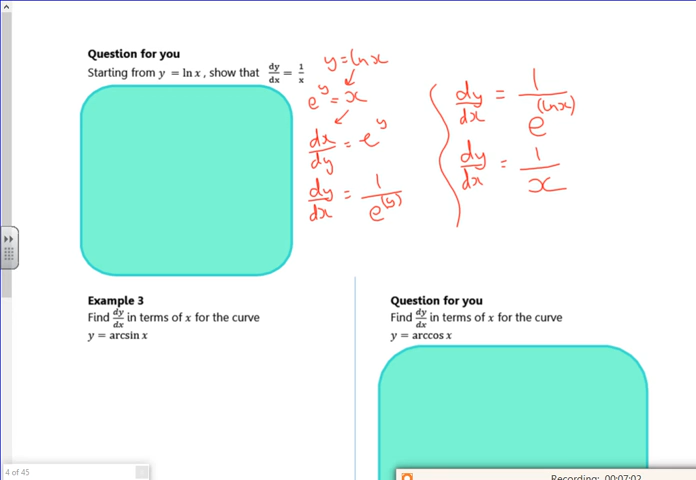 Question for you
Starting from y = ln x, show that dy/dx = 1/x
y = lnx
e^y = x
dx/dy = e^y
dy/dx = 1/e^(y)
dy/dx = 1/e^(lnx)
dy/dx = 1/x
Example 3
Find dy/dx in terms of x for the curve
y = arcsin x
Question for you
Find dy/dx in terms of x for the curve
y = arccos x
4 of 45
Recording: 00:07:02